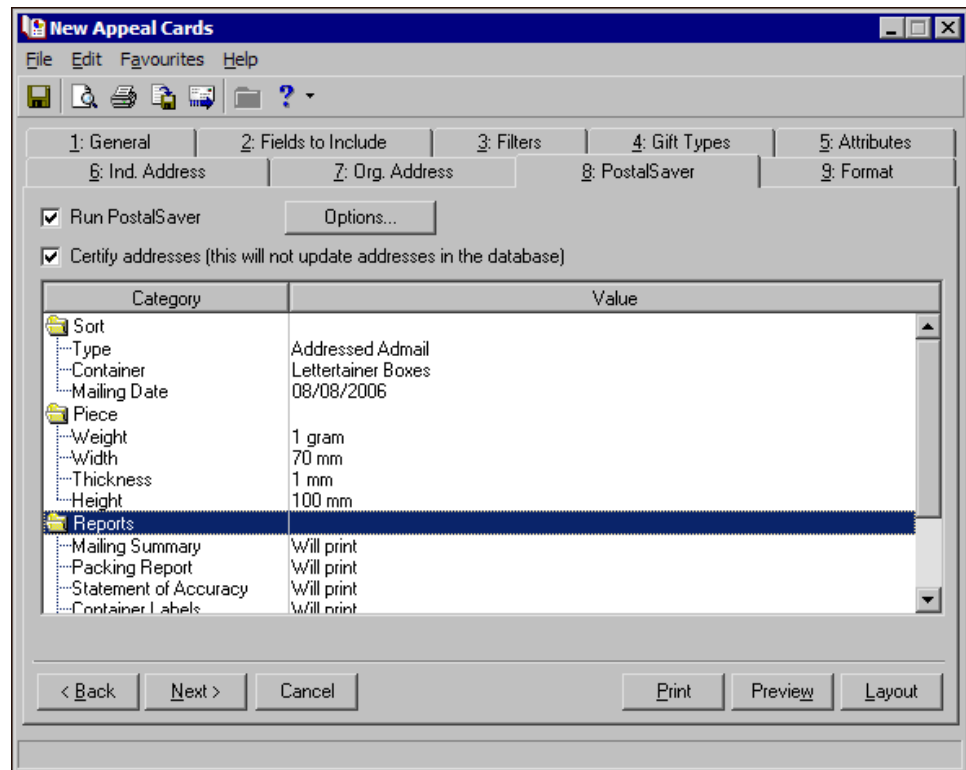 New Appeal Cards
File Edit Favourites Help
?
1: General 2: Fields to Include 3: Filters 4: Gift Types 5: Attributes
6: Ind. Address 7: Org. Address 8: PostalSaver 9: Format
Run PostalSaver Options...
Certify addresses (this will not update addresses in the database)
Category Value
Sort
Type Addressed Admail
Container Lettertainer Boxes
Mailing Date 08/08/2006
Piece
Weight 1 gram
Width 70 mm
Thickness 1 mm
Height 100 mm
Reports
Mailing Summary Will print
Packing Report Will print
Statement of Accuracy Will print
Container Labels Will print
< Back Next > Cancel Print Preview Layout